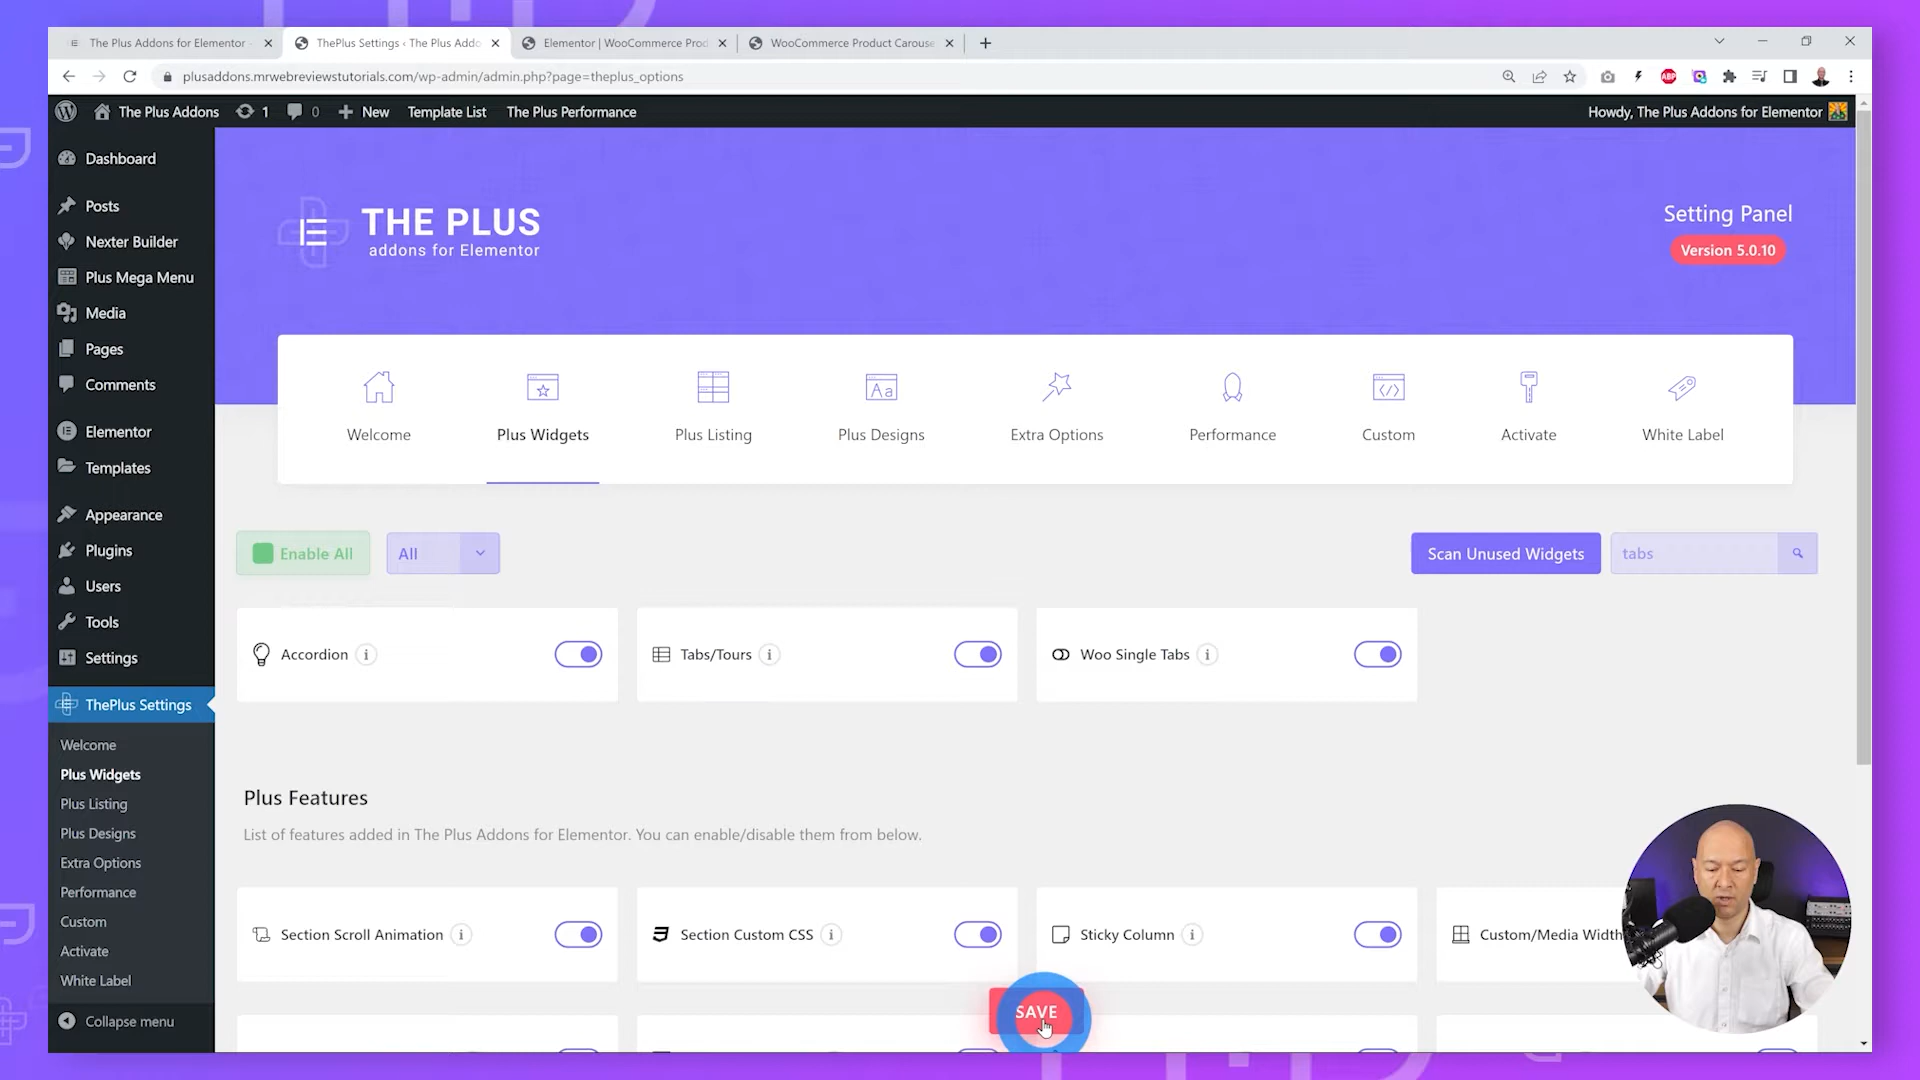 The Plus Addons for Elementor
ThePlus Settings ‹ The Plus Addo
Elementor | WooCommerce Prod
WooCommerce Product Carouse
plusaddons.mrwebreviewstutorials.com/wp-admin/admin.php?page=theplus_options
The Plus Addons
1
0
New
Template List
The Plus Performance
Howdy, The Plus Addons for Elementor
Dashboard
Posts
Nexter Builder
Plus Mega Menu
Media
Pages
Comments
Elementor
Templates
Appearance
Plugins
Users
Tools
Settings
ThePlus Settings
Welcome
Plus Widgets
Plus Listing
Plus Designs
Extra Options
Performance
Custom
Activate
White Label
Collapse menu
THE PLUS
addons for Elementor
Setting Panel
Version 5.0.10
Welcome
Plus Widgets
Plus Listing
Aa
Plus Designs
Extra Options
Performance
Custom
Activate
White Label
Enable All
All
Scan Unused Widgets
tabs
Accordion
Tabs/Tours
Woo Single Tabs
Plus Features
List of features added in The Plus Addons for Elementor. You can enable/disable them from below.
Section Scroll Animation
Section Custom CSS
Sticky Column
Custom/Media Width
SAVE